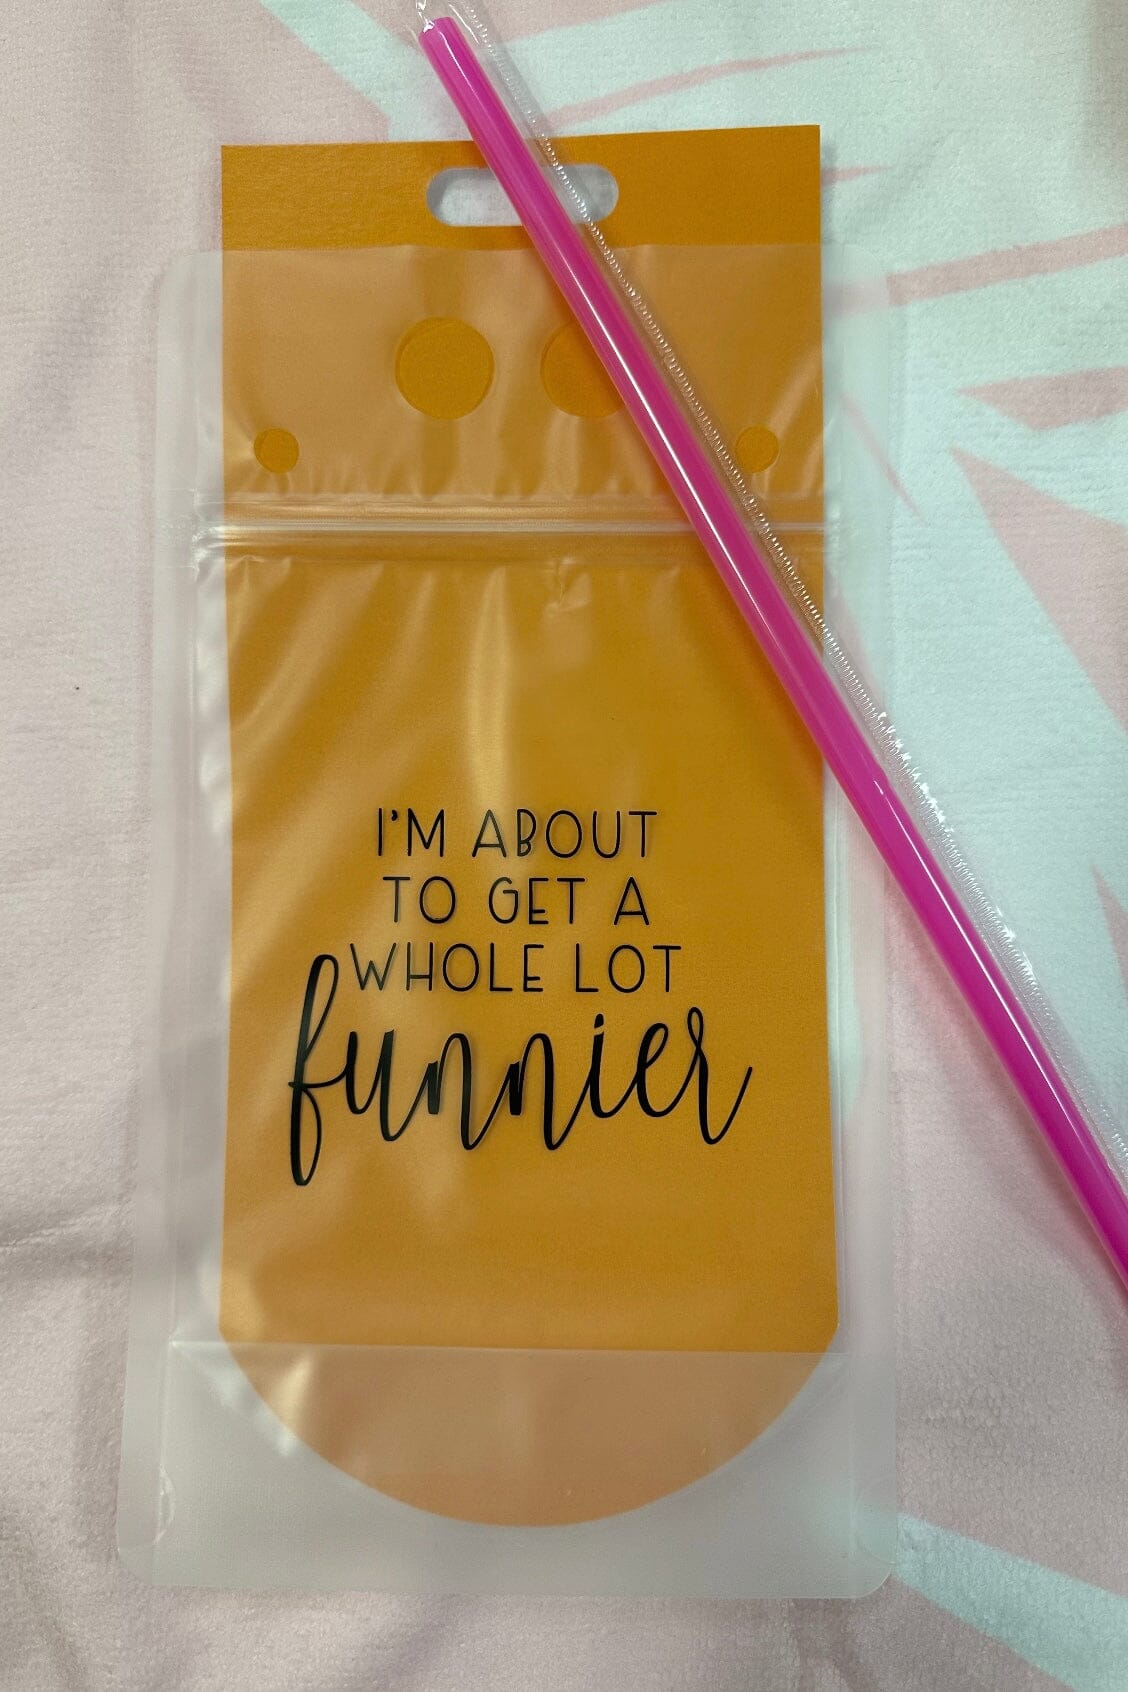 I'M ABOUT
TO GET A
WHOLE LOT
funnier